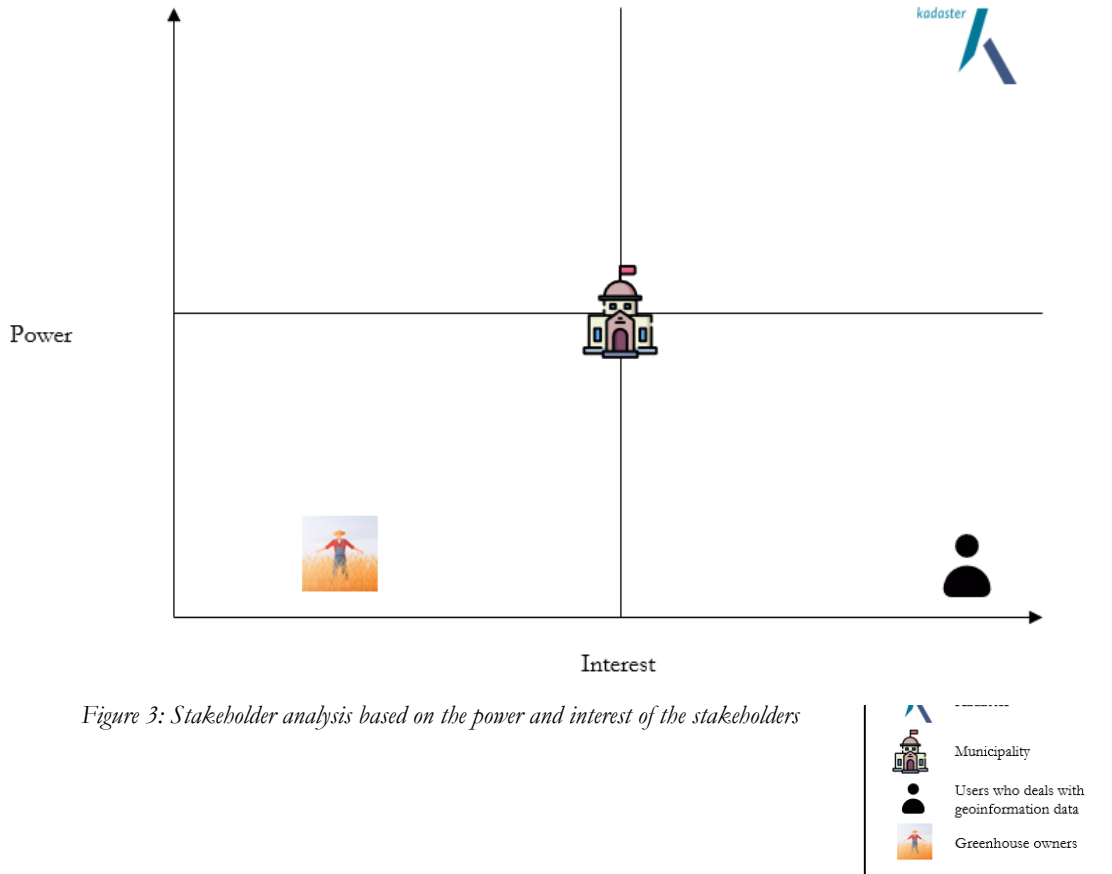 kadaster
Power
Interest
Figure 3: Stakeholder analysis based on the power and interest of the stakeholders
Municipality
Users who deals with
geoinformation data
Greenhouse owners